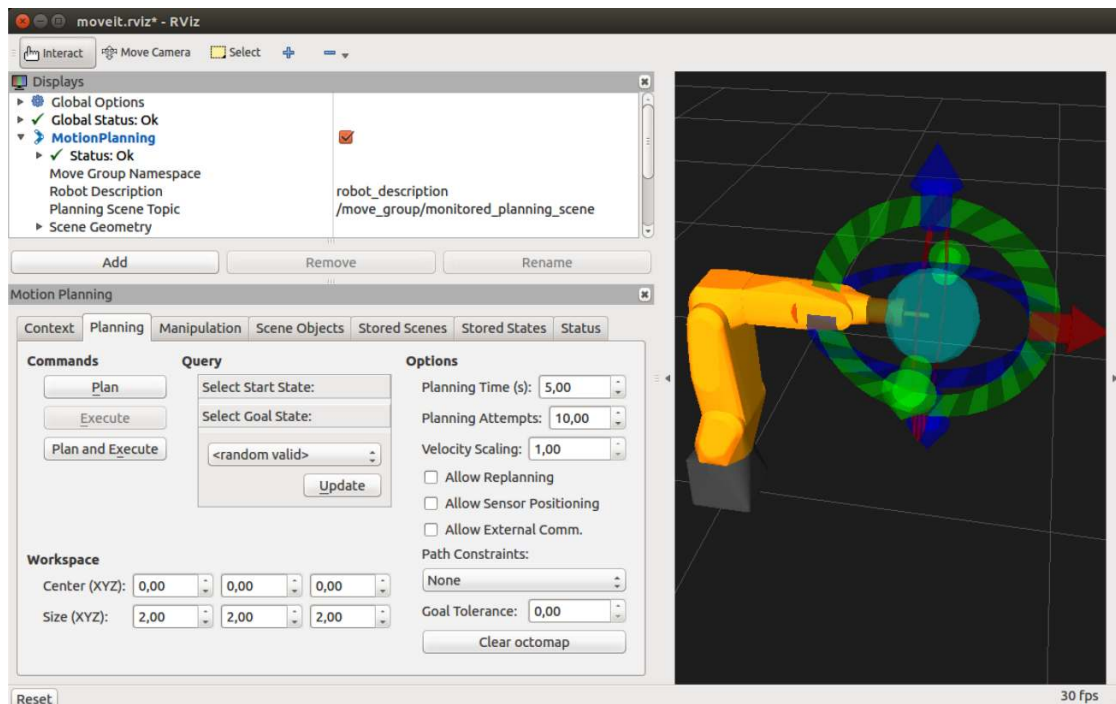 moveit.rviz* - RViz
Interact Move Camera Select
Displays
Global Options
Global Status: Ok
MotionPlanning
Status: Ok
Move Group Namespace
Robot Description robot_description
Planning Scene Topic /move_group/monitored_planning_scene
Scene Geometry
Add Remove Rename
Motion Planning
Context Planning Manipulation Scene Objects Stored Scenes Stored States Status
Commands Query Options
Plan Select Start State: Planning Time (s): 5,00
Execute Select Goal State: Planning Attempts: 10,00
Plan and Execute <random valid> Velocity Scaling: 1,00
Update Allow Replanning
Allow Sensor Positioning
Allow External Comm.
Workspace Path Constraints:
Center (XYZ): 0,00 0,00 0,00 None
Size (XYZ): 2,00 2,00 2,00 Goal Tolerance: 0,00
Clear octomap
Reset 30 fps